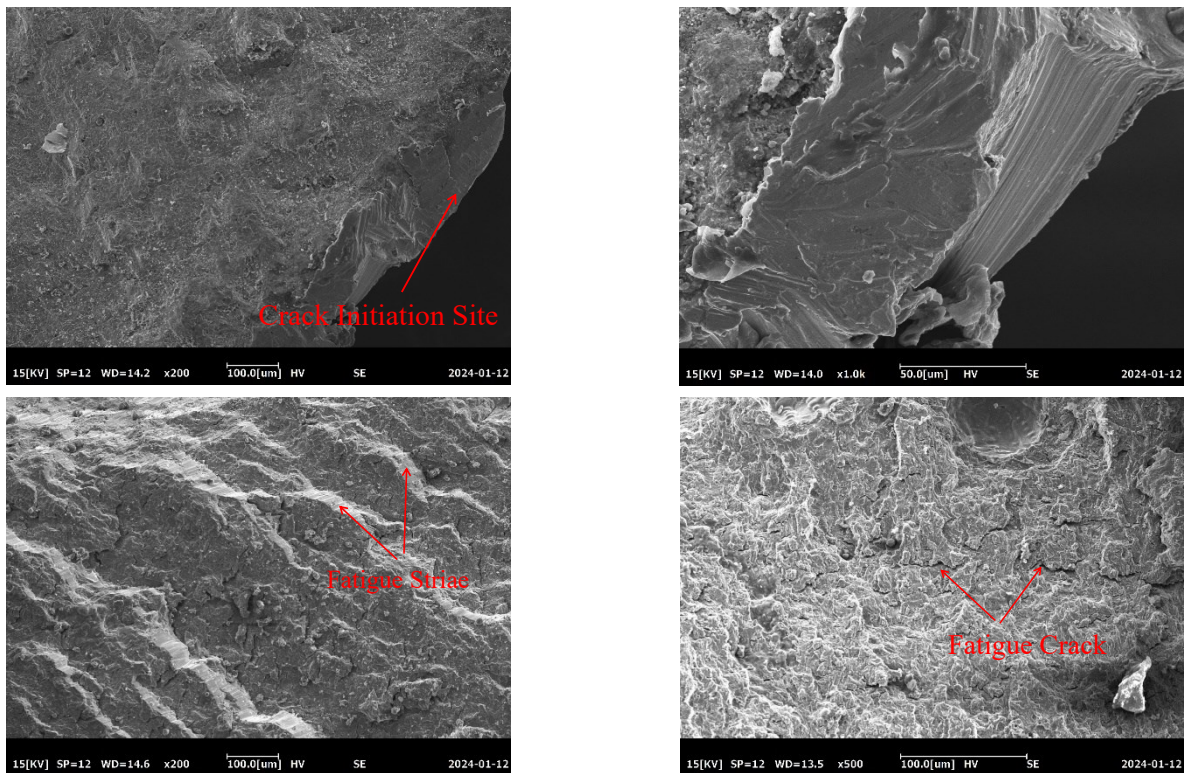 Crack Initiation Site
15[KV] SP=12 WD=14.2 x200 100.0[um] HV SE 2024-01-12
15[KV] SP=12 WD=14.0 x1.0k 50.0[um] HV SE 2024-01-12
Fatigue Striae
15[KV] SP=12 WD=14.6 x200 100.0[um] HV SE 2024-01-12
Fatigue Crack
15[KV] SP=12 WD=13.5 x500 100.0[um] HV SE 2024-01-12